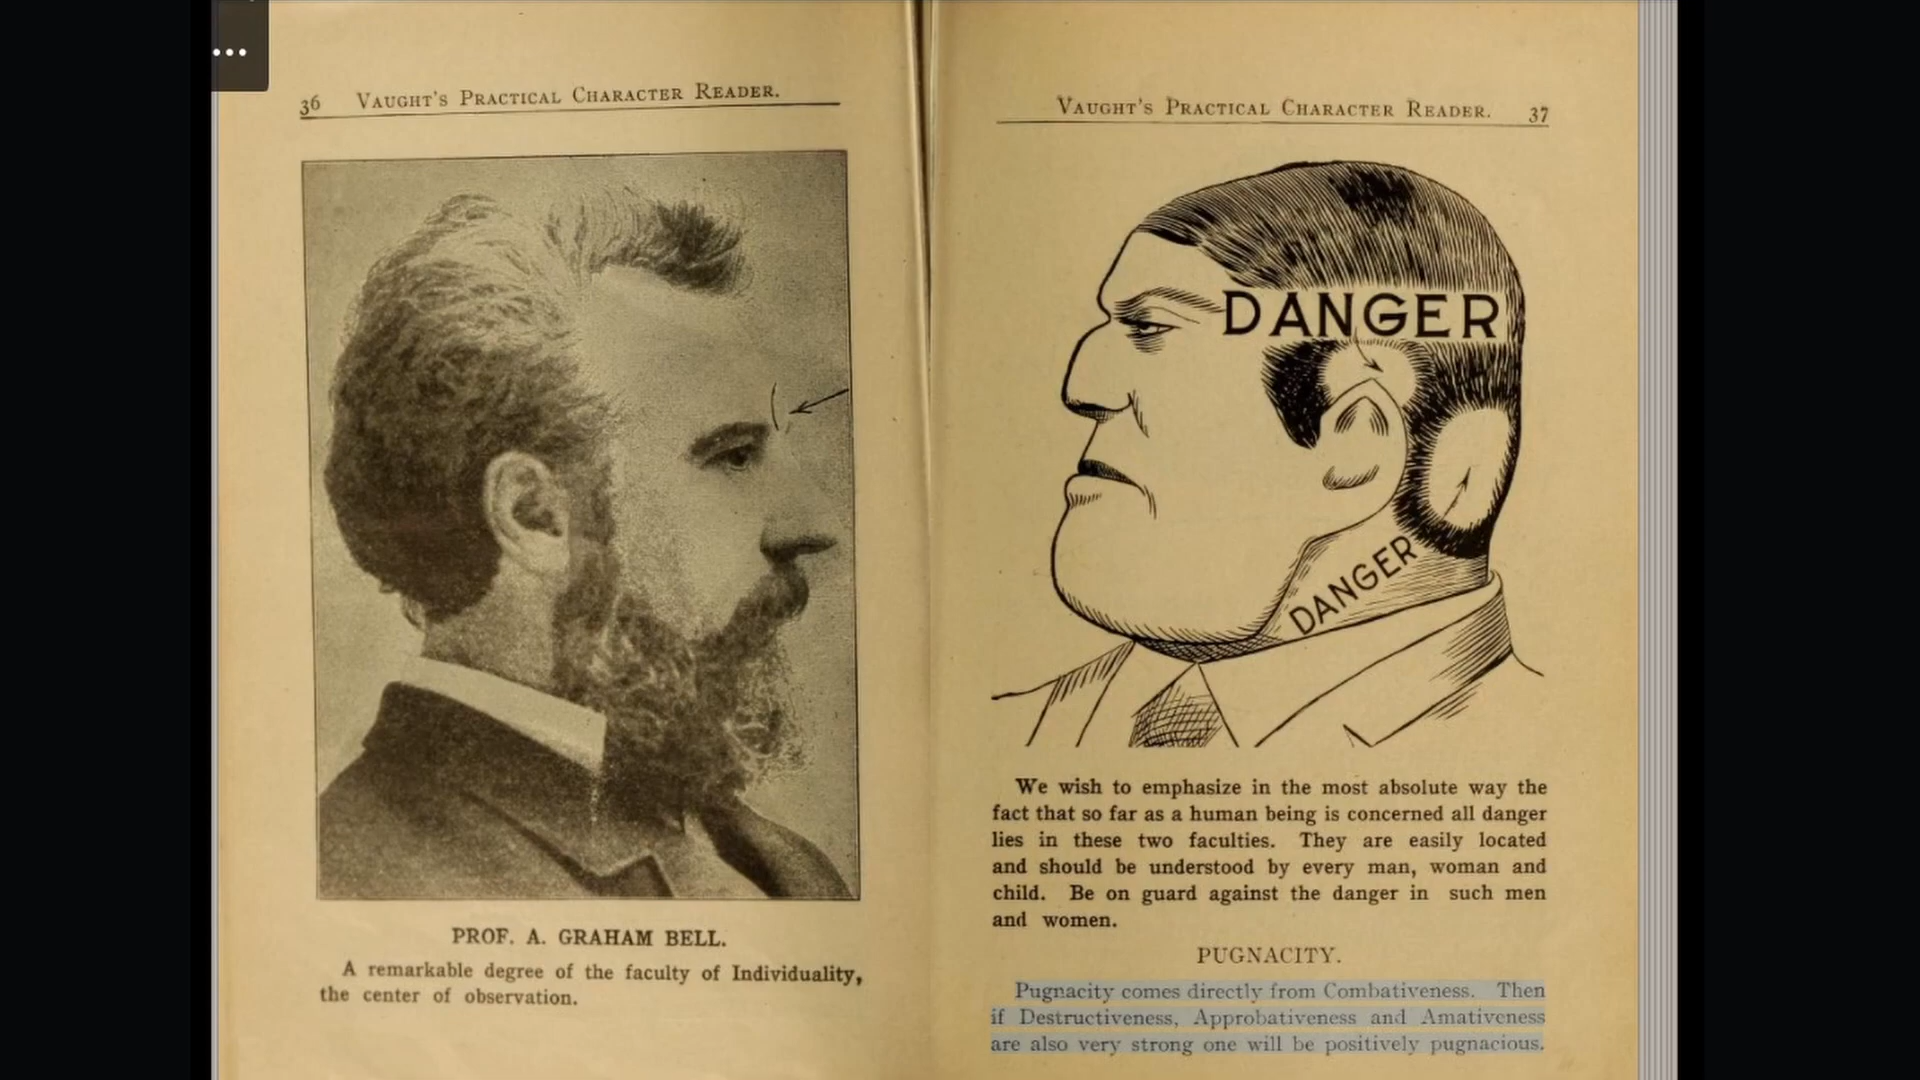 36 VAUGHT'S PRACTICAL CHARACTER READER.
PROF. A. GRAHAM BELL.
A remarkable degree of the faculty of Individuality,
the center of observation.
VAUGHT'S PRACTICAL CHARACTER READER. 37
DANGER
DANGER
We wish to emphasize in the most absolute way the
fact that so far as a human being is concerned all danger
lies in these two faculties. They are easily located
and should be understood by every man, woman and
child. Be on guard against the danger in such men
and women.
PUGNACITY.
Pugnacity comes directly from Combativeness. Then
if Destructiveness, Approbativeness and Amativeness
are also very strong one will be positively pugnacious.